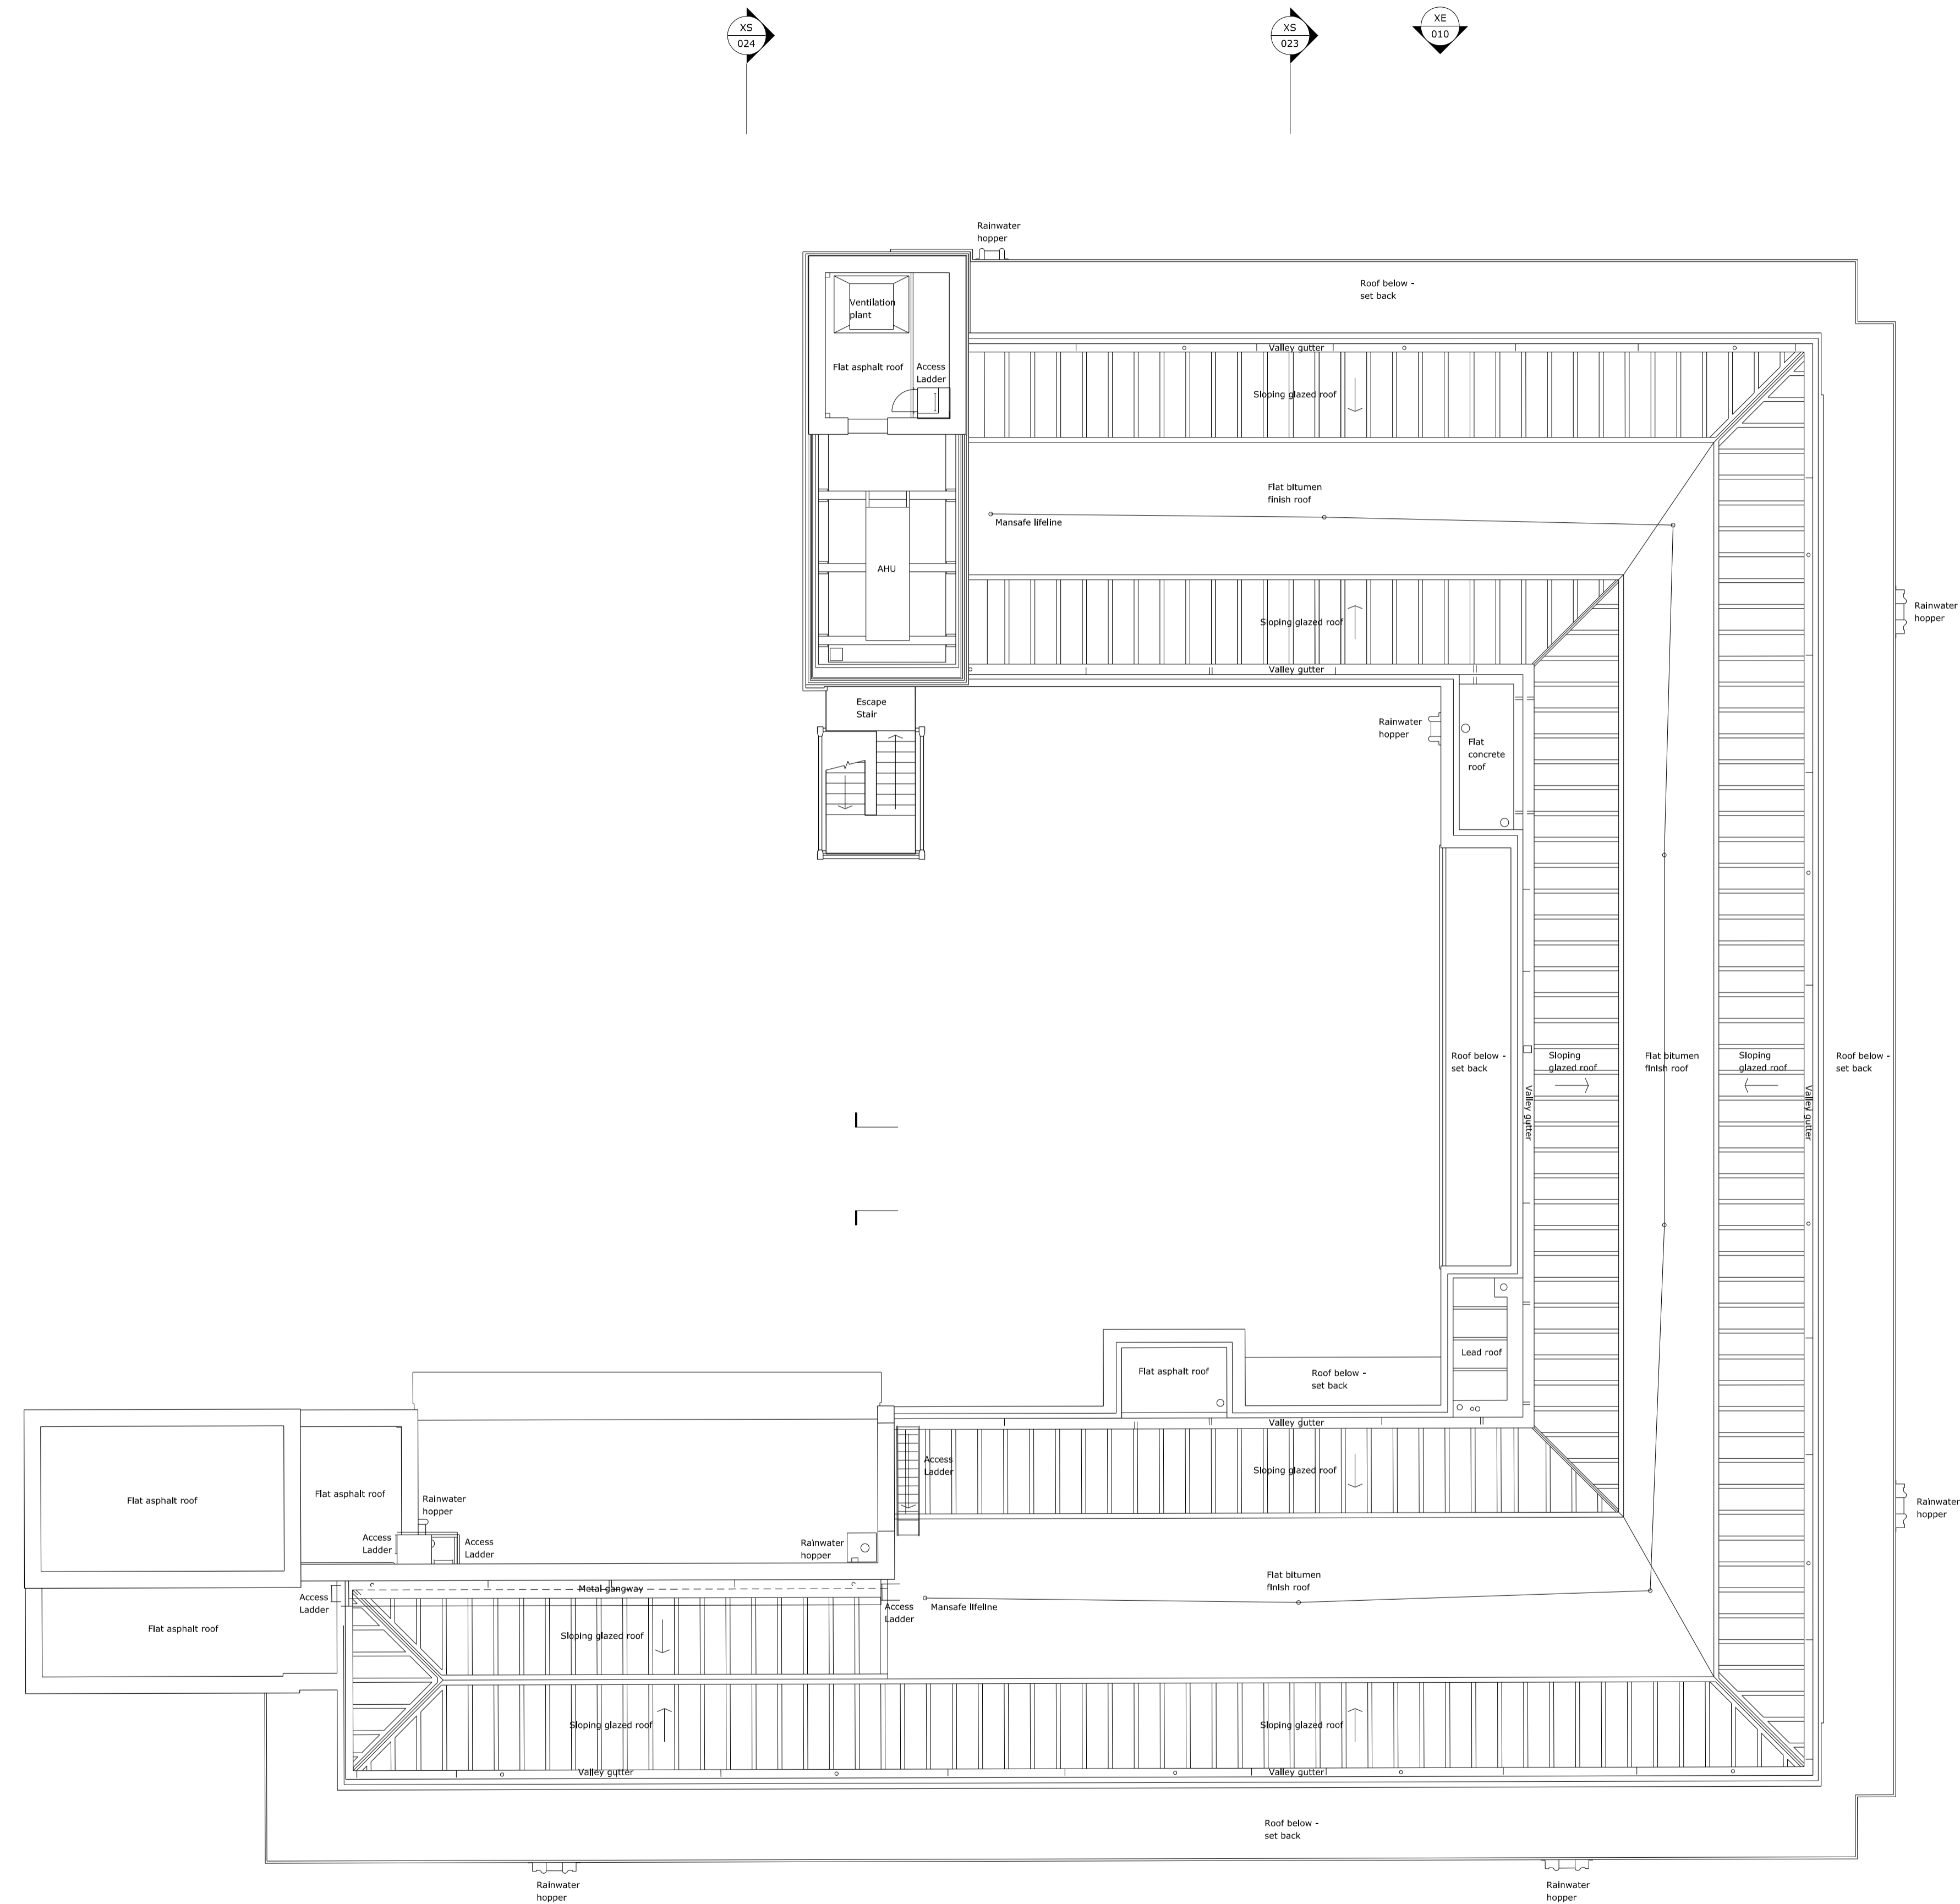 XS
024
XS
023
XE
010
Rainwater
hopper
Roof below -
set back
Ventilation
plant
Valley gutter
Flat asphalt roof
Access
Ladder
Sloping glazed roof
Flat bitumen
finish roof
Mansafe lifeline
AHU
Rainwater
hopper
Sloping glazed roof
Valley gutter
Escape
Stair
Rainwater
hopper
Flat
concrete
roof
Roof below -
set back
Sloping
glazed roof
Flat bitumen
finish roof
Sloping
glazed roof
Roof below -
set back
Valley gutter
Valley gutter
Lead roof
Flat asphalt roof
Roof below -
set back
Valley gutter
Access
Ladder
Sloping glazed roof
Flat asphalt roof
Flat asphalt roof
Rainwater
hopper
Rainwater
hopper
Access
Ladder
Access
Ladder
Rainwater
hopper
Metal gangway
Flat bitumen
finish roof
Access
Ladder
Access
Ladder
Mansafe lifeline
Flat asphalt roof
Sloping glazed roof
Sloping glazed roof
Sloping glazed roof
Valley gutter
Valley gutter
Roof below -
set back
Rainwater
hopper
Rainwater
hopper